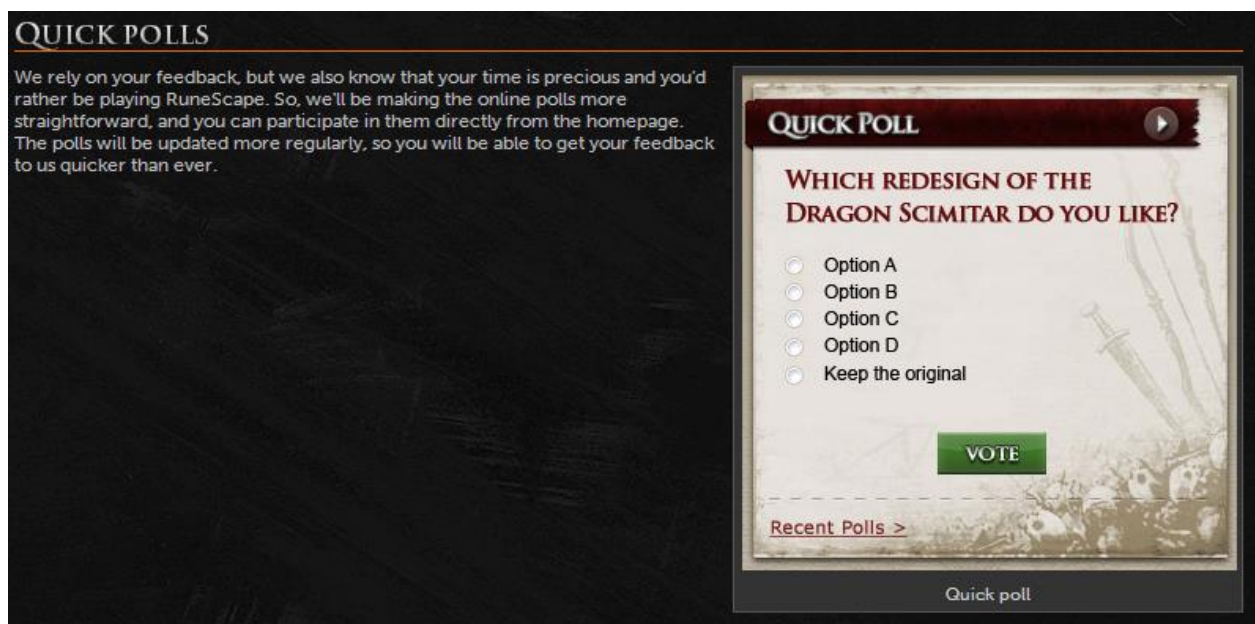 Quick polls
We rely on your feedback, but we also know that your time is precious and you'd
rather be playing RuneScape. So, we'll be making the online polls more
straightforward, and you can participate in them directly from the homepage.
The polls will be updated more regularly, so you will be able to get your feedback
to us quicker than ever.
Quick Poll
Which redesign of the
Dragon Scimitar do you like?
Option A
Option B
Option C
Option D
Keep the original
VOTE
Recent Polls >
Quick poll